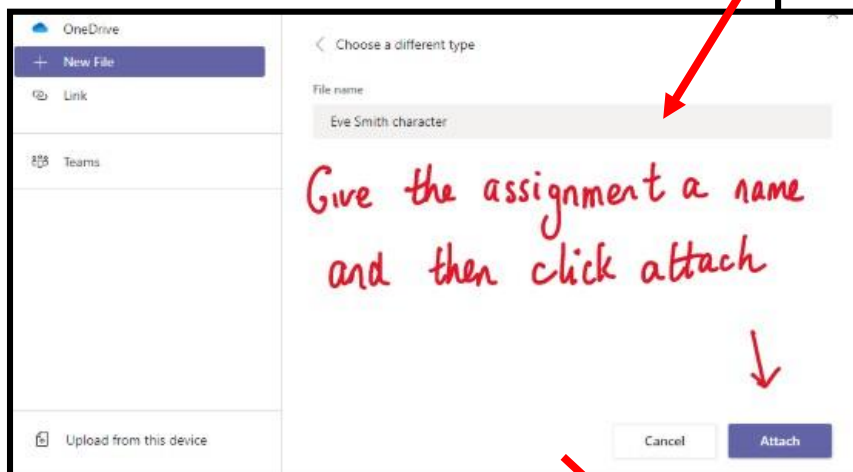 OneDrive
New File
Link
Teams
Upload from this device
Choose a different type
File name
Eve Smith character
Give the assignment a name
and then click attach
Cancel
Attach